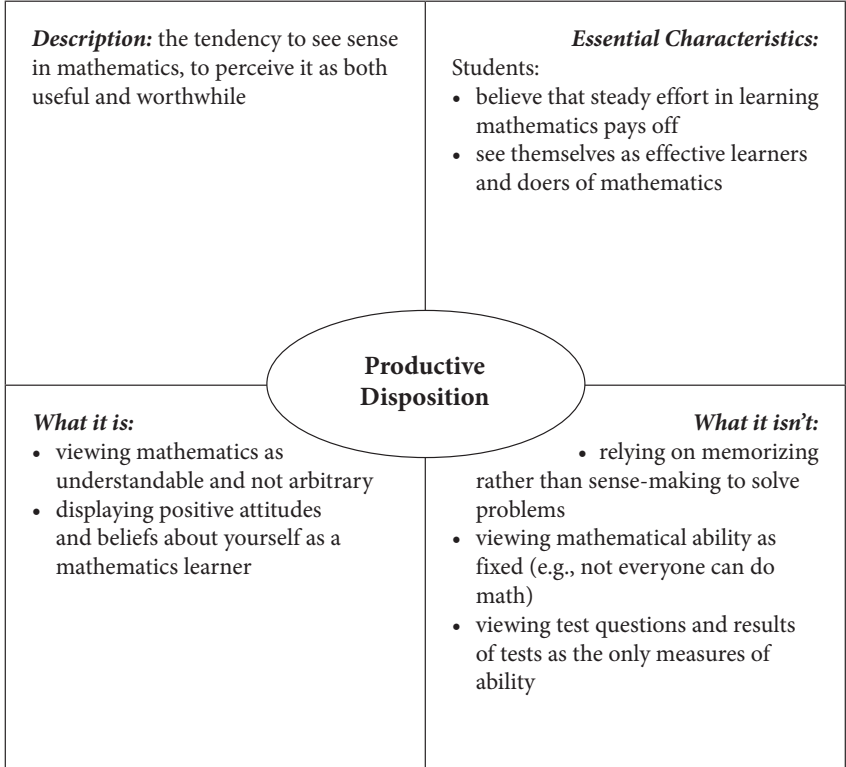 Description: the tendency to see sense
in mathematics, to perceive it as both
useful and worthwhile
Essential Characteristics:
Students:
• believe that steady effort in learning
mathematics pays off
• see themselves as effective learners
and doers of mathematics
Productive
Disposition
What it is:
• viewing mathematics as
understandable and not arbitrary
• displaying positive attitudes
and beliefs about yourself as a
mathematics learner
What it isn’t:
• relying on memorizing
rather than sense-making to solve
problems
• viewing mathematical ability as
fixed (e.g., not everyone can do
math)
• viewing test questions and results
of tests as the only measures of
ability